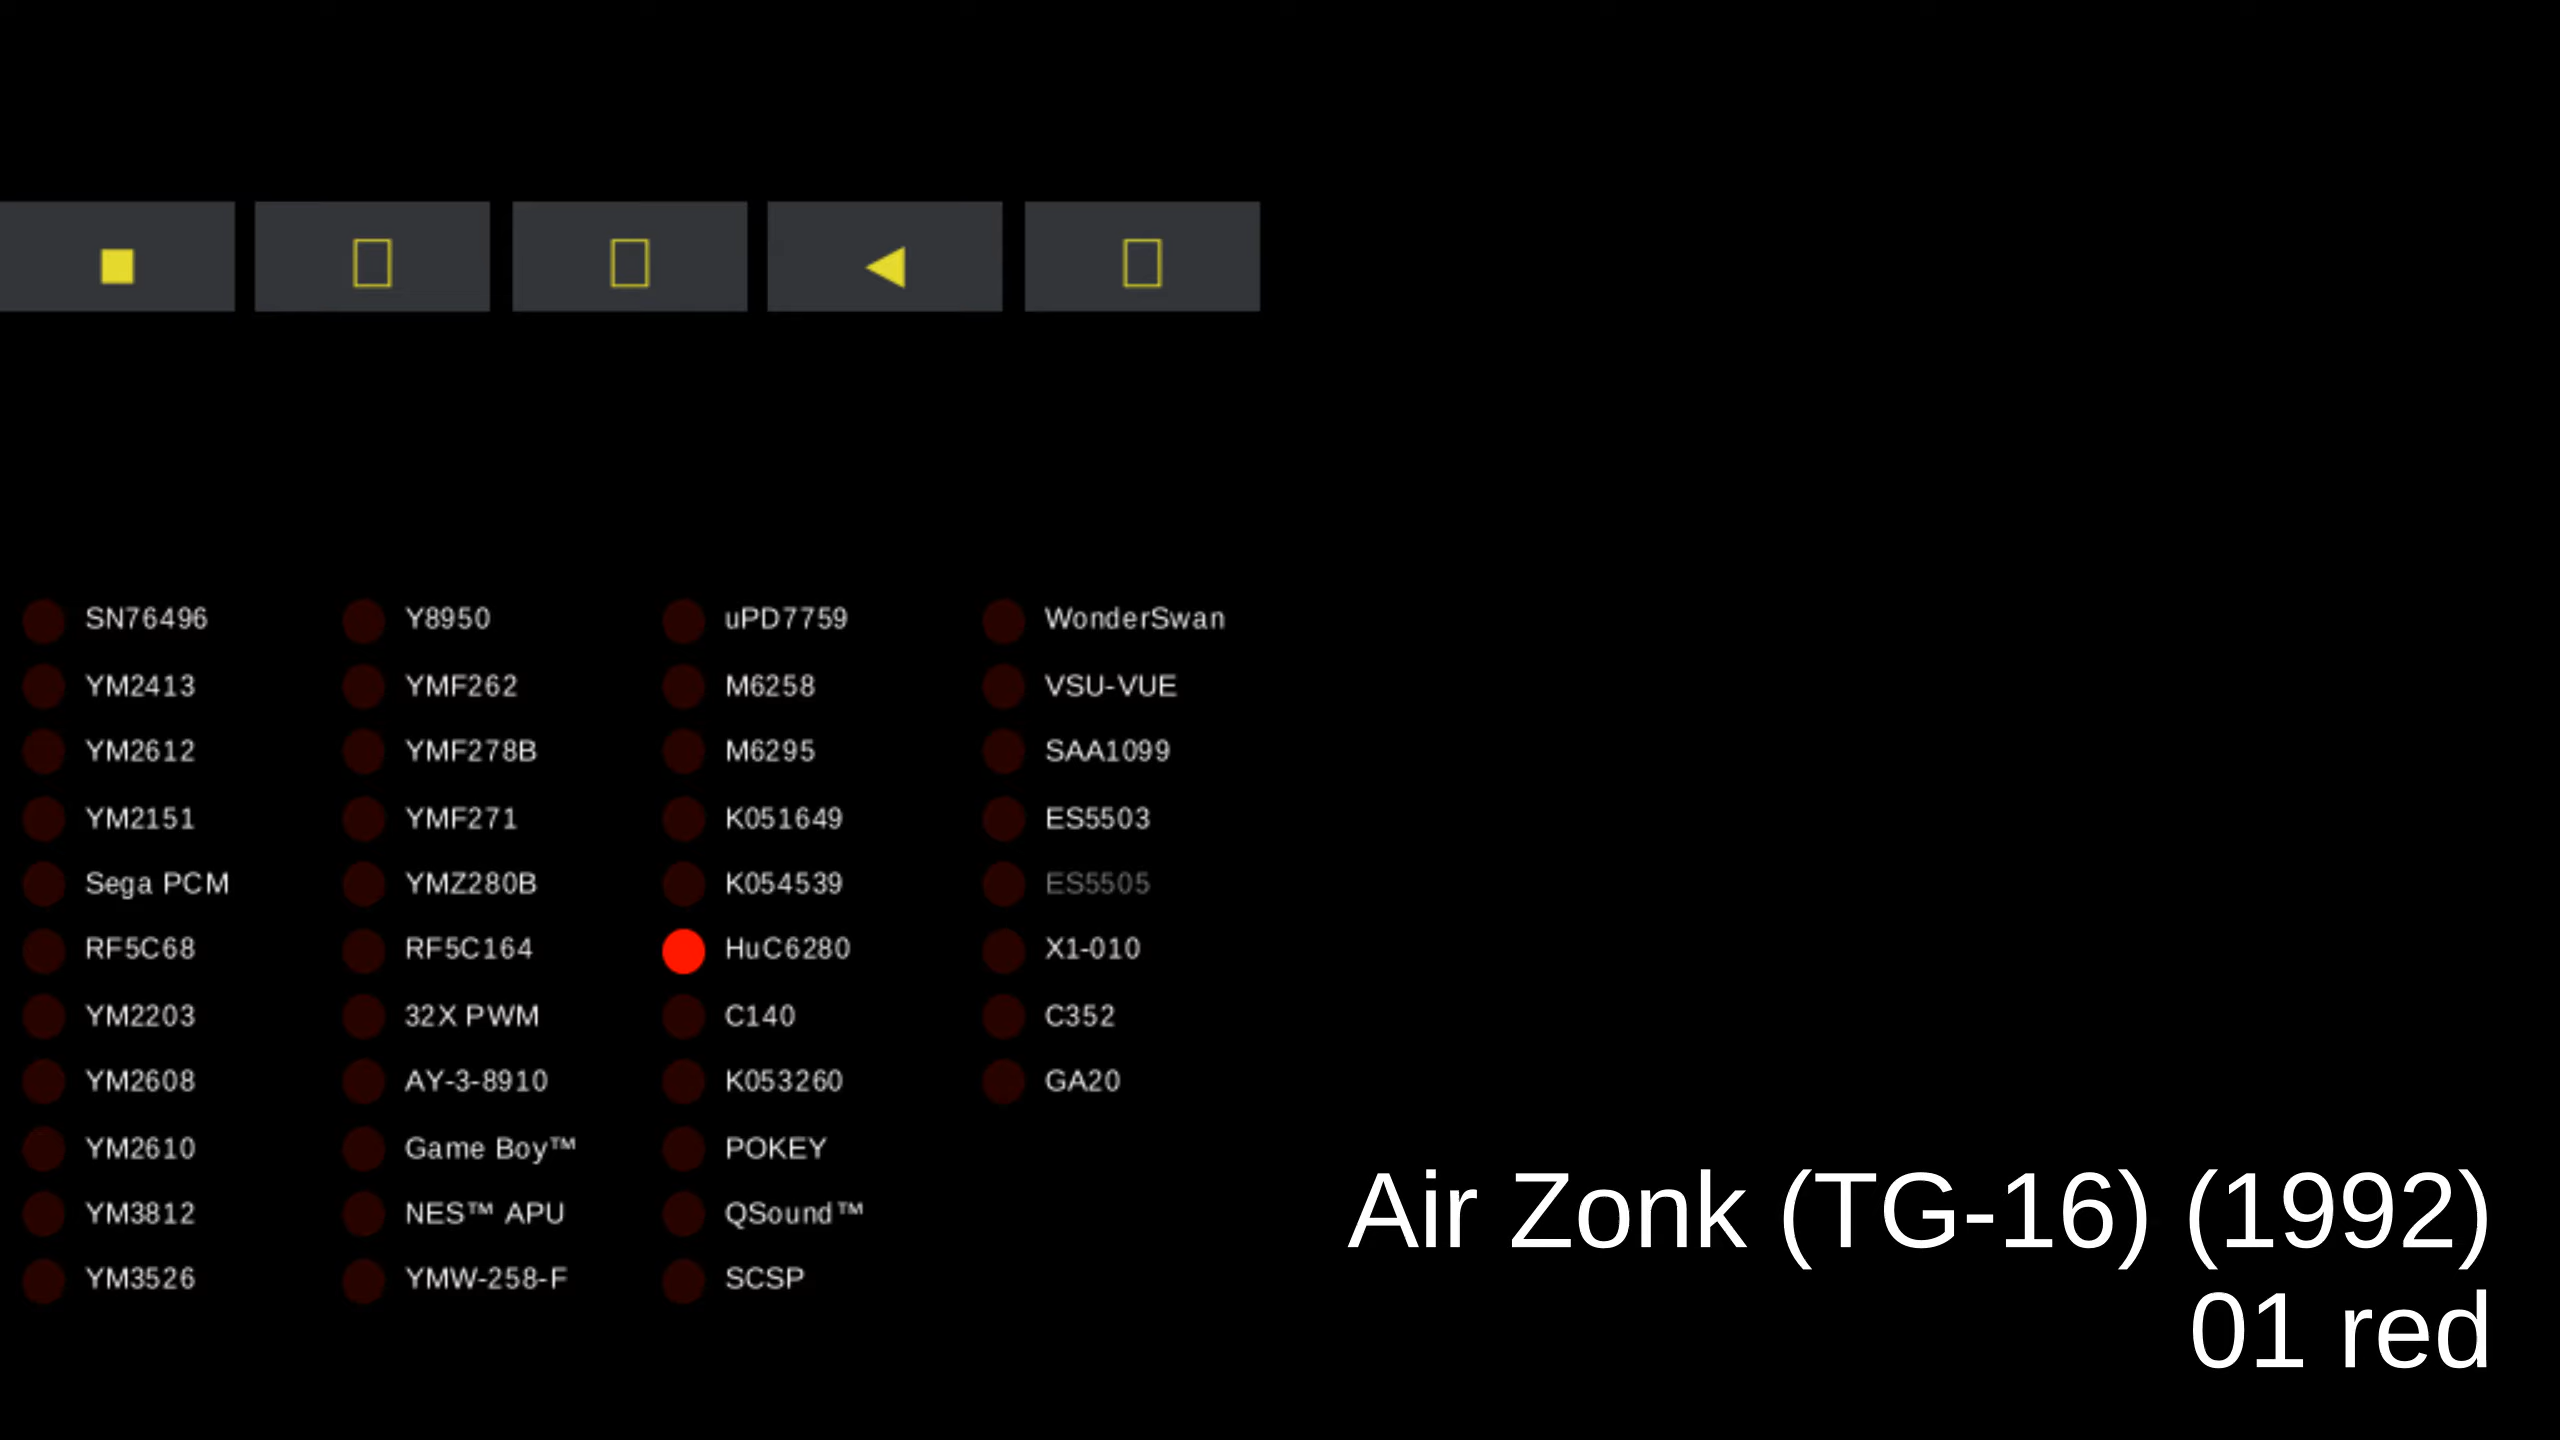 SN76496 Y8950 uPD7759 WonderSwan
YM2413 YMF262 M6258 VSU-VUE
YM2612 YMF278B M6295 SAA1099
YM2151 YMF271 K051649 ES5503
Sega PCM YMZ280B K054539 ES5505
RF5C68 RF5C164 HuC6280 X1-010
YM2203 32X PWM C140 C352
YM2608 AY-3-8910 K053260 GA20
YM2610 Game Boy™ POKEY
YM3812 NES™ APU QSound™
YM3526 YMW-258-F SCSP
Air Zonk (TG-16) (1992)
01 red